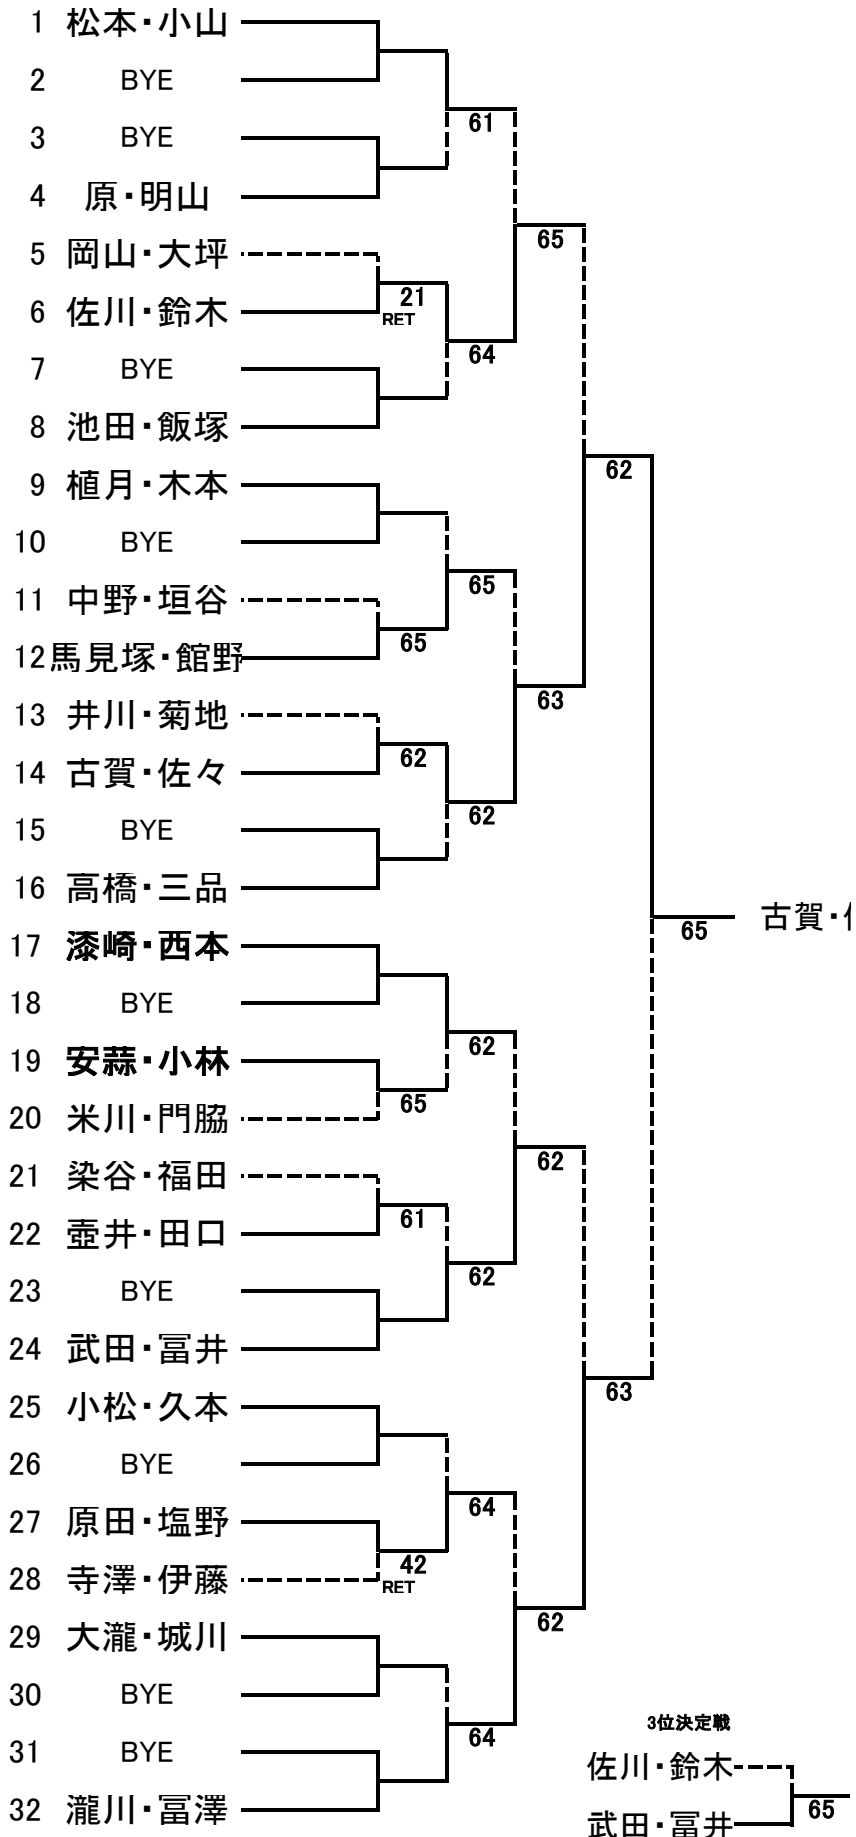 1 松本・小山
2 BYE
61
3 BYE
4 原・明山
65
5 岡山・大坪
21
6 佐川・鈴木
RET
64
7 BYE
8 池田・飯塚
62
9 植月・木本
10 BYE
65
11 中野・垣谷
65
12 馬見塚・館野
63
13 井川・菊地
62
14 古賀・佐々
62
15 BYE
16 高橋・三品
古賀・
65
17 漆崎・西本
18 BYE
62
19 安蒜・小林
65
20 米川・門脇
62
21 染谷・福田
61
22 壺井・田口
62
23 BYE
24 武田・冨井
63
25 小松・久本
26 BYE
64
27 原田・塩野
42
28 寺澤・伊藤
RET
62
29 大瀧・城川
30 BYE
64
31 BYE
32 瀧川・冨澤
3位決定戦
佐川・鈴木
65
武田・冨井